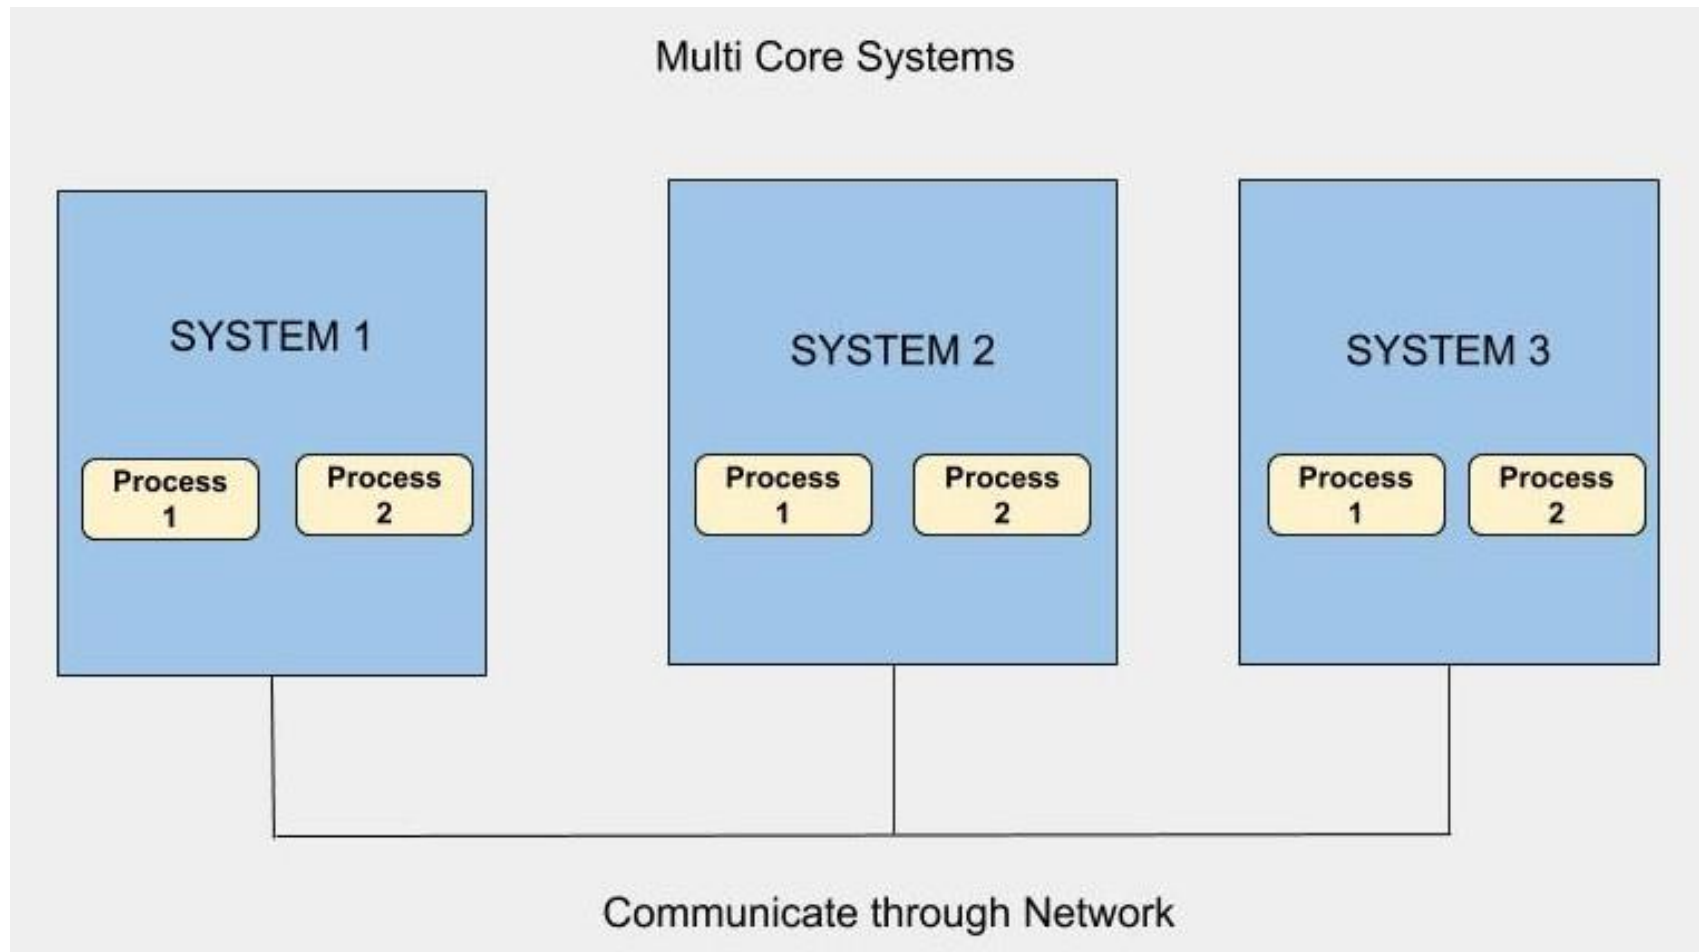 Multi Core Systems
SYSTEM 1
Process
1
Process
2
SYSTEM 2
Process
1
Process
2
SYSTEM 3
Process
1
Process
2
Communicate through Network